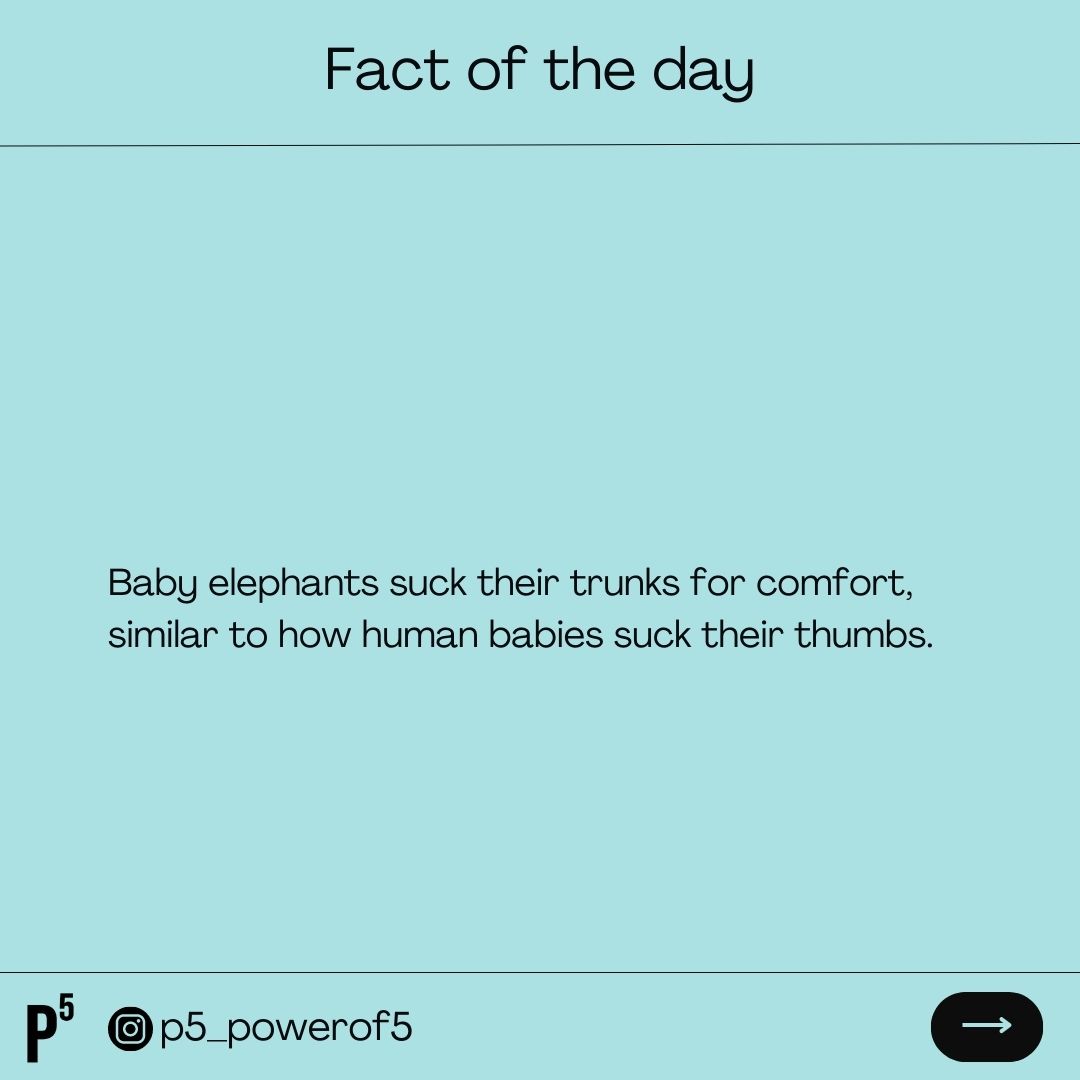 Fact of the day
Baby elephants suck their trunks for comfort,
similar to how human babies suck their thumbs.
P5 p5_powerof5